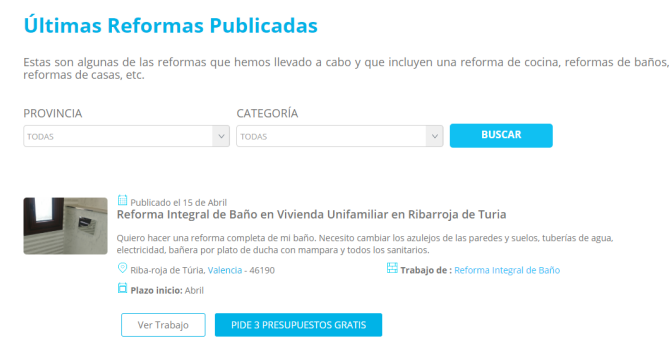 Últimas Reformas Publicadas
Estas son algunas de las reformas que hemos llevado a cabo y que incluyen una reforma de cocina, reformas de baños,
reformas de casas, etc.
PROVINCIA
CATEGORÍA
TODAS
TODAS
BUSCAR
Publicado el 15 de Abril
Reforma Integral de Baño en Vivienda Unifamiliar en Ribarroja de Turia
Quiero hacer una reforma completa de mi baño. Necesito cambiar los azulejos de las paredes y suelos, tuberías de agua,
electricidad, bañera por plato de ducha con mampara y todos los sanitarios.
Riba-roja de Túria, Valencia - 46190
Trabajo de : Reforma Integral de Baño
Plazo inicio: Abril
Ver Trabajo
PIDE 3 PRESUPUESTOS GRATIS